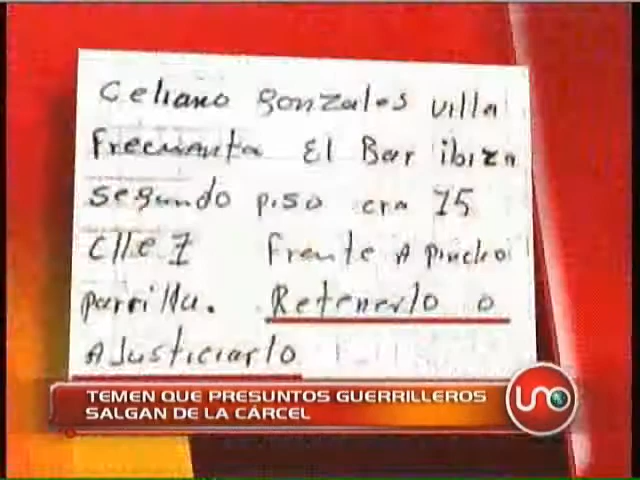 Celiano gonzales villa
Frecuenta El Bar ibiza
segundo piso cra 15
Clle 7 frente A pincho
parrilla. Retenerlo o
AJusticiarlo
TEMEN QUE PRESUNTOS GUERRILLEROS
SALGAN DE LA CÁRCEL
UNO